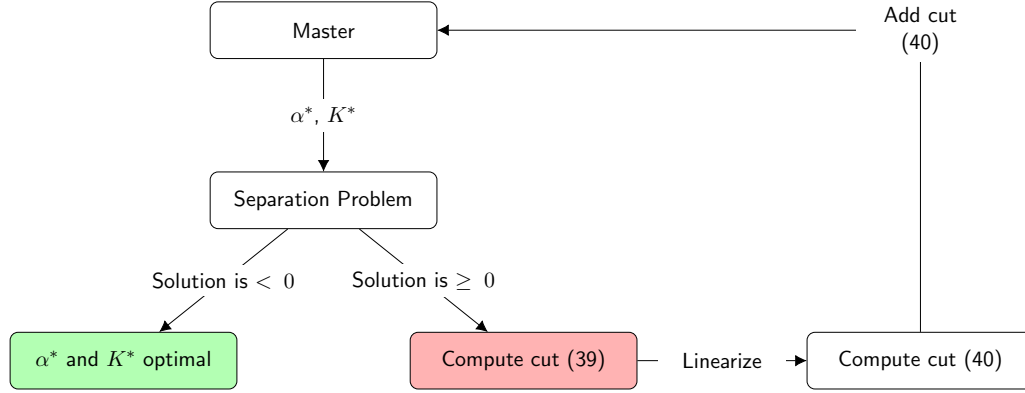 Master
Add cut
(40)
α*, K*
Separation Problem
Solution is < 0
Solution is ≥ 0
α* and K* optimal
Compute cut (39)
Linearize
Compute cut (40)